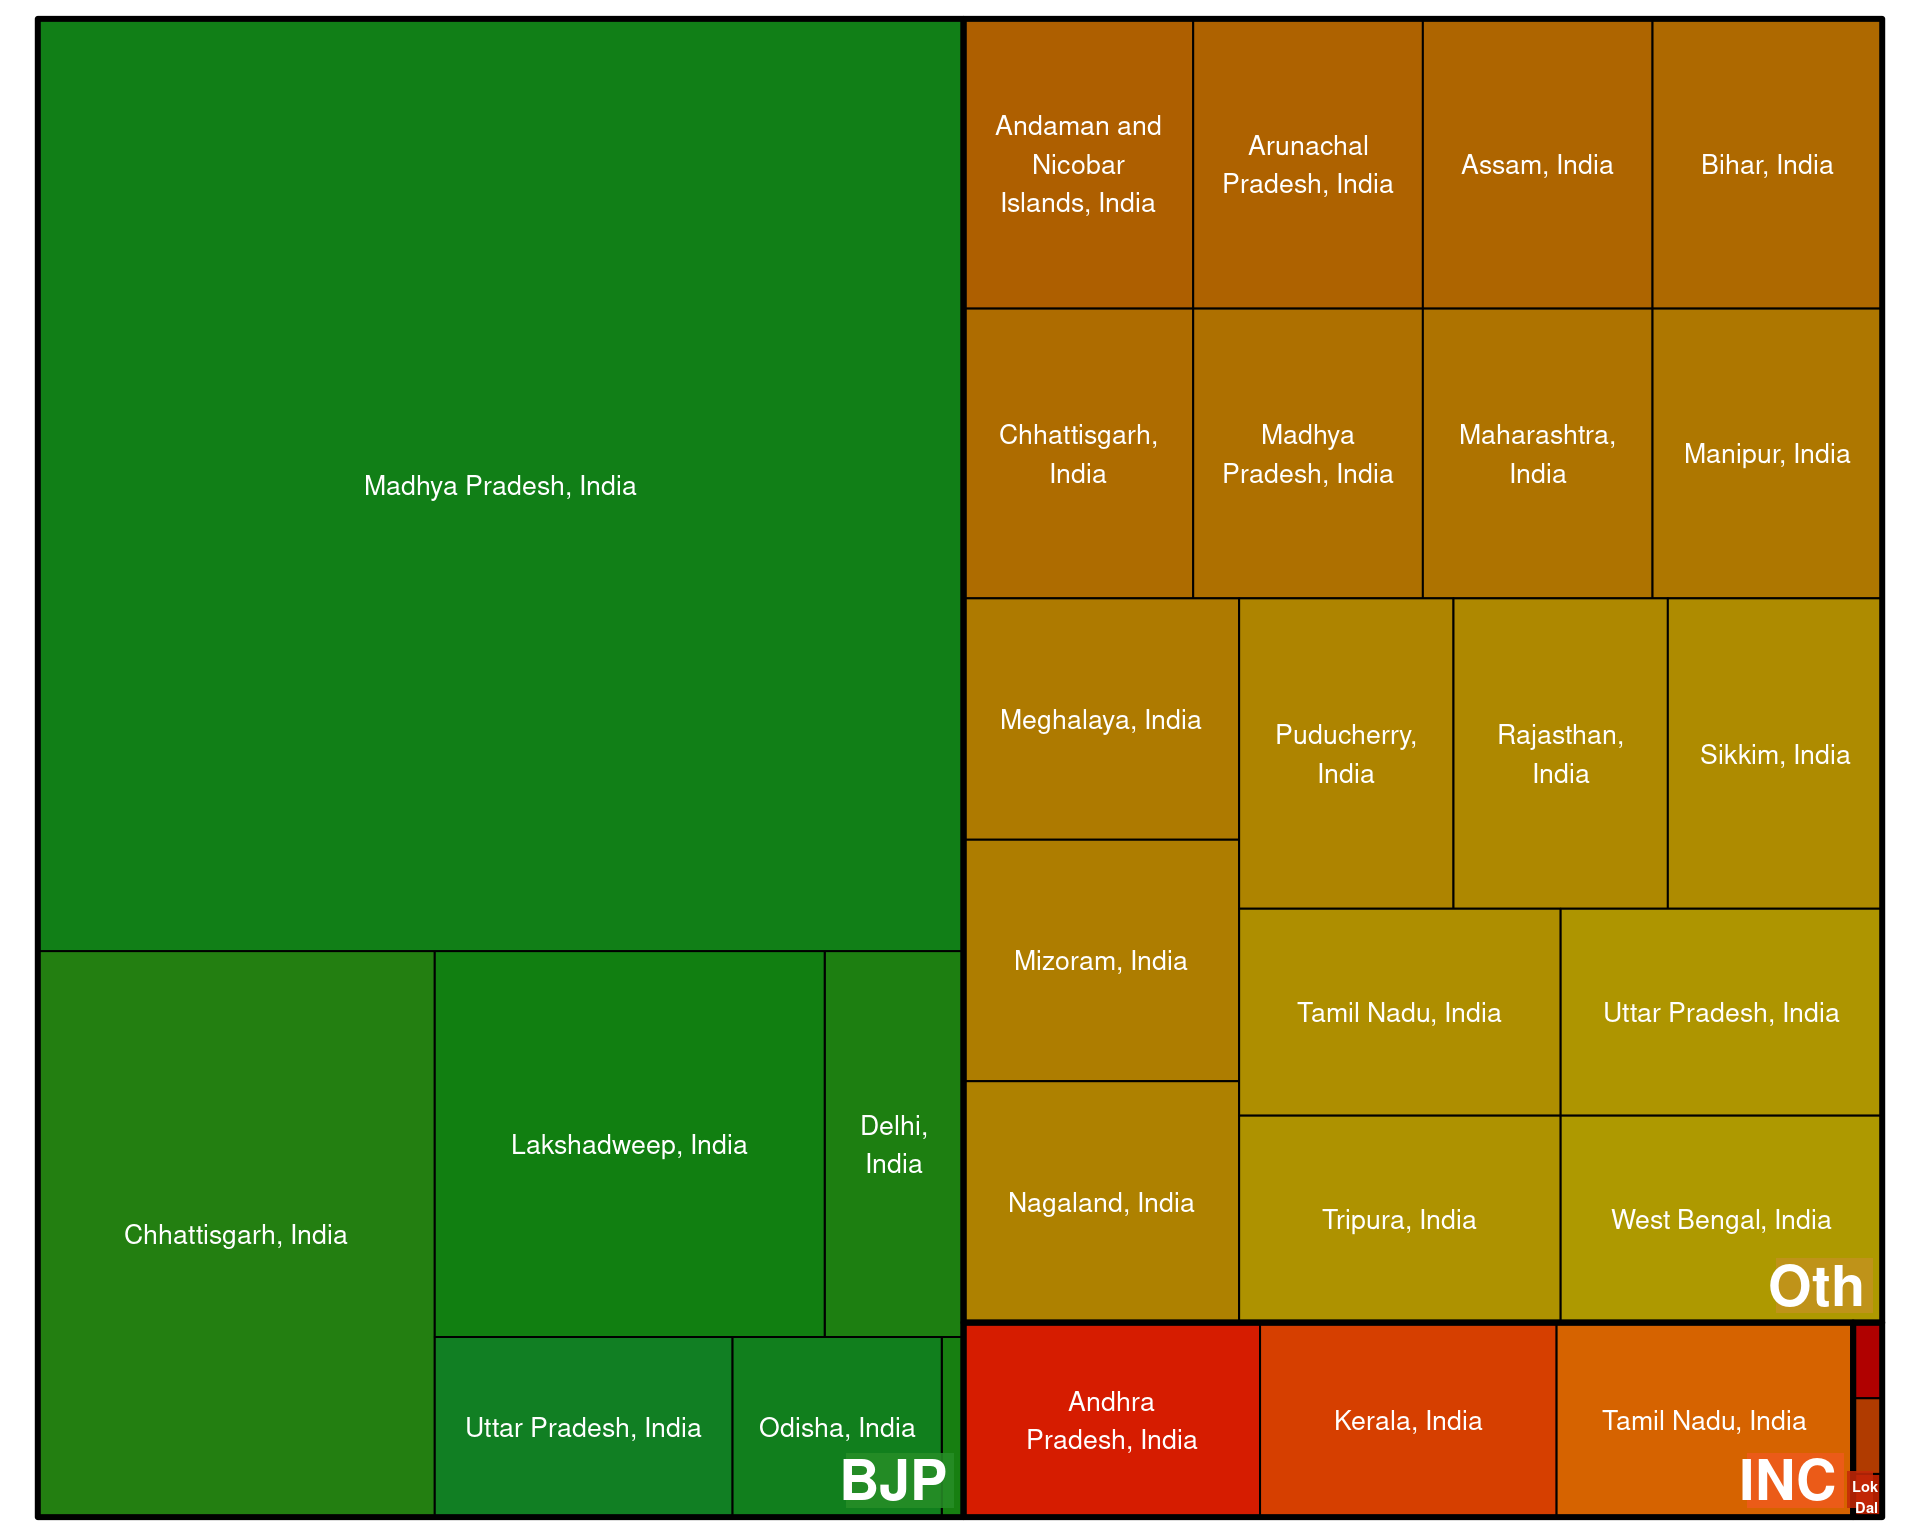 Madhya Pradesh, India
Chhattisgarh, India
Lakshadweep, India
Delhi,
India
Uttar Pradesh, India
Odisha, India
BJP
Andaman and
Nicobar
Islands, India
Arunachal
Pradesh, India
Assam, India
Bihar, India
Chhattisgarh,
India
Madhya
Pradesh, India
Maharashtra,
India
Manipur, India
Meghalaya, India
Mizoram, India
Nagaland, India
Puducherry,
India
Rajasthan,
India
Sikkim, India
Tamil Nadu, India
Uttar Pradesh, India
Tripura, India
West Bengal, India
Oth
Andhra
Pradesh, India
Kerala, India
Tamil Nadu, India
INC
Lok
Dal